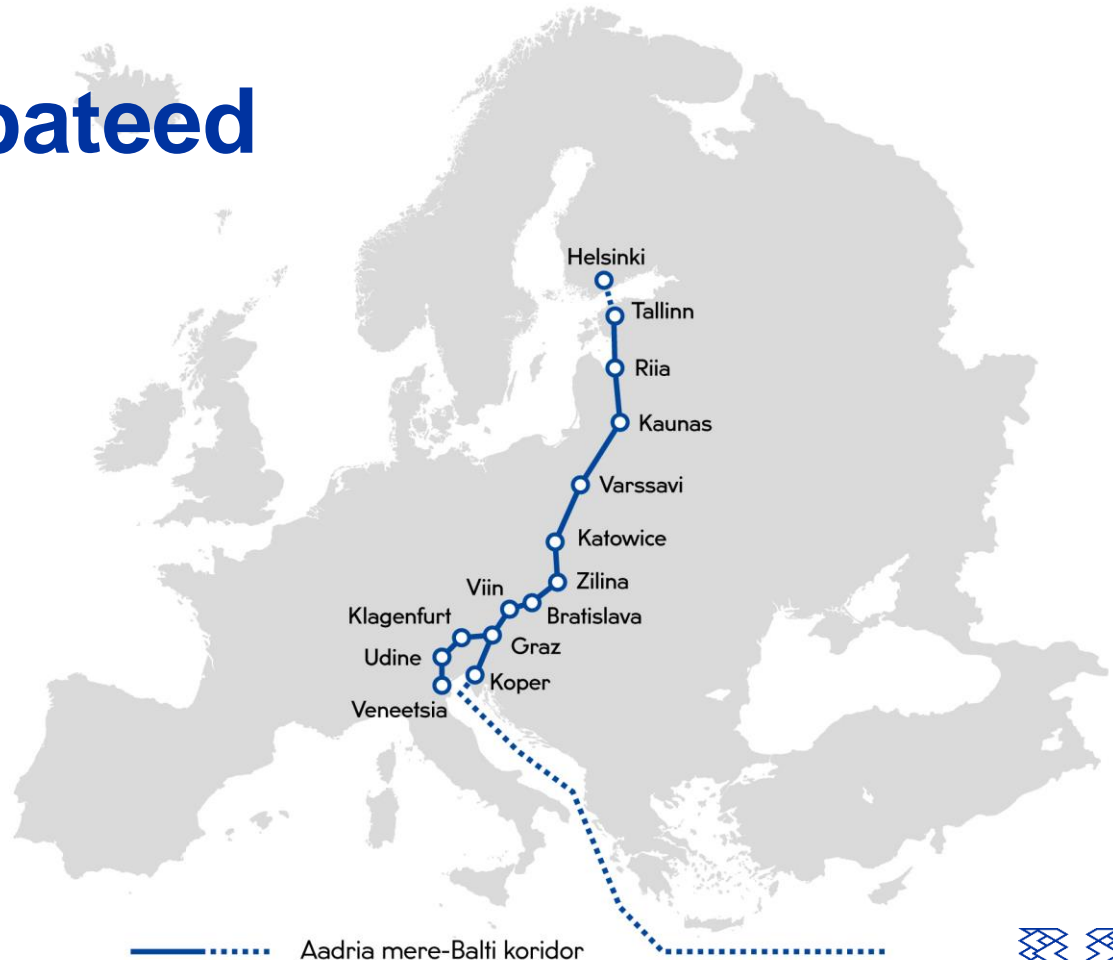 pateed
Helsinki
Tallinn
Riia
Kaunas
Varssavi
Katowice
Zilina
Viin
Bratislava
Klagenfurt
Graz
Udine
Koper
Veneetsia
Aadria mere-Balti koridor